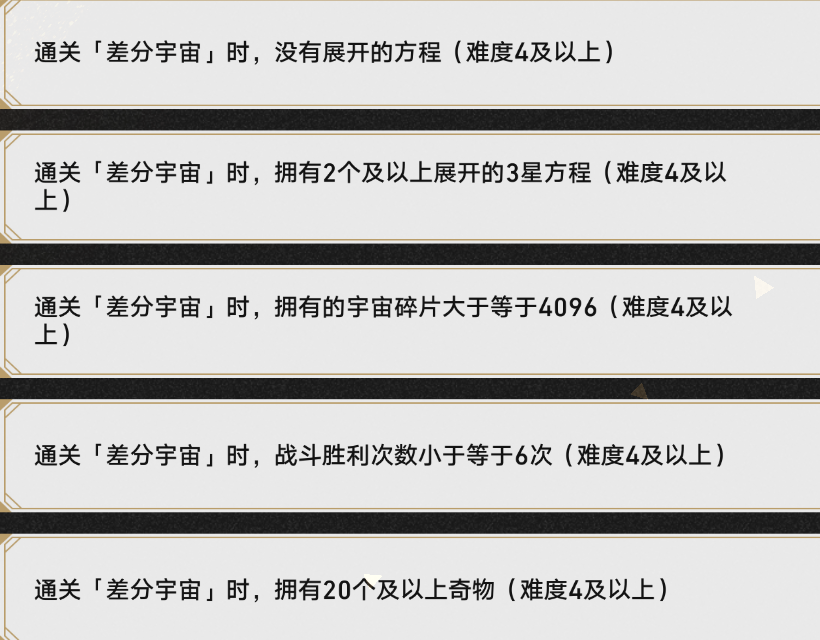 通关「差分宇宙」时，没有展开的方程（难度4及以上）
通关「差分宇宙」时，拥有2个及以上展开的3星方程（难度4及以
上）
通关「差分宇宙」时，拥有的宇宙碎片大于等于4096（难度4及以
上）
通关「差分宇宙」时，战斗胜利次数小于等于6次（难度4及以上）
通关「差分宇宙」时，拥有20个及以上奇物（难度4及以上）